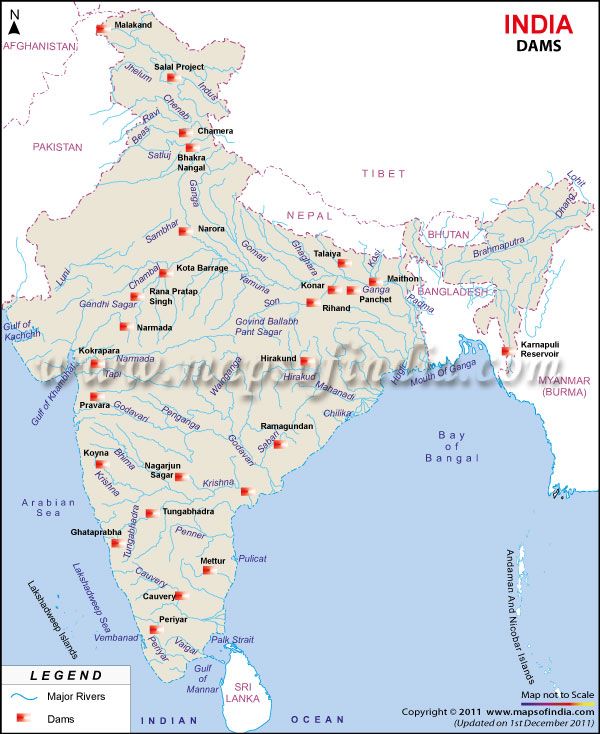 N
INDIA
DAMS
Malakand
AFGHANISTAN
Salal Project
Jhelum
Indus
Chenab
Ravi
Beas
Chamera
PAKISTAN
Satluj
Bhakra
Nangal
TIBET
Ganga
Lohit
Dhang
NEPAL
Sambhar
Narora
BHUTAN
Gomati
Ghaghara
Talaiya
Kosi
Brahmaputra
Luni
Chambal
Kota Barrage
Yamuna
Maithon
Konar
Ganga
BANGLADESH
Rana Pratap
Singh
Panchet
Padma
Gandhi Sagar
Son
Rihand
Gulf of
Kachchh
Narmada
Govind Ballabh
Pant Sagar
Karnapuli
Reservoir
Kokrapara
Narmada
Hirakund
www.mapsofindia.com
Tapi
Wainganga
Hirakud
Mahanadi
Hugli
Mouth of Ganga
MYANMAR
(BURMA)
Gulf of Khambhat
Pravara
Godavari
Penganga
Chilika
Ramagundan
Godavari
Sabari
Bay
of
Bengal
Koyna
Bhima
Nagarjun
Sagar
Krishna
Krishna
Arabian
Sea
Tungabhadra
Ghataprabha
Tungabhadra
Penner
Mettur
Pulicat
Cauvery
Cauvery
Lakshadweep Islands
Lakshadweep Sea
Andaman And Nicobar Islands
Periyar
Vembanad
Periyar
Vaigai
Palk Strait
Gulf
of
Mannar
SRI
LANKA
LEGEND
Major Rivers
Dams
INDIAN OCEAN
Map not to Scale
Copyright © 2011 www.mapsofindia.com
(Updated on 1st December 2011)